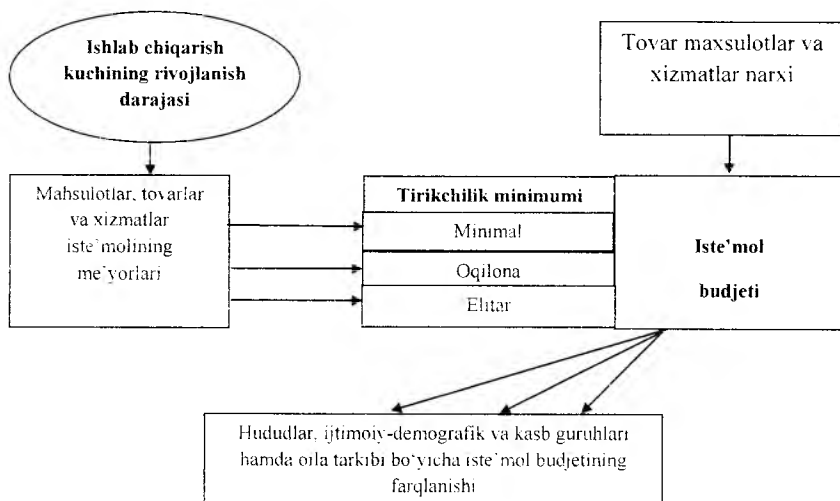 Ishlab chiqarish
kuchining rivojlanish
darajasi
Tovar maxsulotlar va
xizmatlar narxi
Mahsulotlar, tovarlar
va xizmatlar
iste`molining
me`yorlari
Tirikchilik minimumi
Minimal
Oqilona
Elitar
Iste’mol
budjeti
Hududlar, ijtimoiy-demografik va kasb guruhlari
hamda oila tarkibi bo‘yicha iste`mol budjetining
farqlanishi